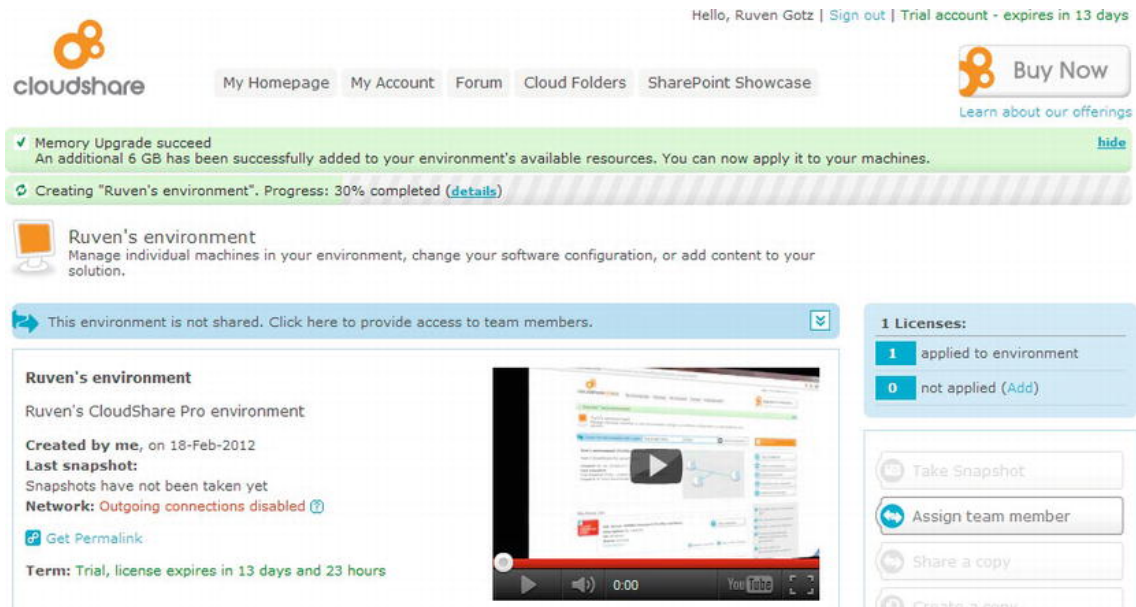 Hello, Ruven Gotz | Sign out | Trial account - expires in 13 days
cloudshare
My Homepage My Account Forum Cloud Folders SharePoint Showcase
Buy Now
Learn about our offerings
Memory Upgrade succeed
hide
An additional 6 GB has been successfully added to your environment's available resources. You can now apply it to your machines.
Creating "Ruven's environment". Progress: 30% completed (details)
Ruven's environment
Manage individual machines in your environment, change your software configuration, or add content to your
solution.
This environment is not shared. Click here to provide access to team members.
Ruven's environment
Ruven's CloudShare Pro environment
Created by me, on 18-Feb-2012
Last snapshot:
Snapshots have not been taken yet
Network: Outgoing connections disabled (?)
Get Permalink
Term: Trial, license expires in 13 days and 23 hours
0:00
YouTube
1 Licenses:
1 applied to environment
0 not applied (Add)
Take Snapshot
Assign team member
Share a copy
Create a copy